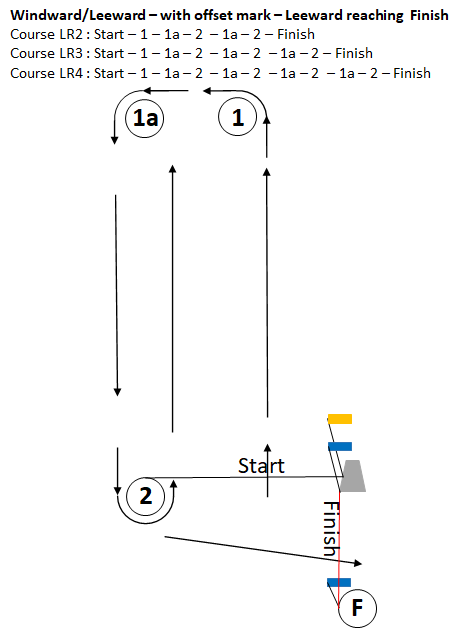 Windward/Leeward – with offset mark – Leeward reaching Finish
Course LR2 : Start – 1 – 1a – 2 – 1a – 2 – Finish
Course LR3 : Start – 1 – 1a – 2 – 1a – 2 – 1a – 2 – Finish
Course LR4 : Start – 1 – 1a – 2 – 1a – 2 – 1a – 2 – 1a – 2 – Finish
1a
1
Start
2
Finish
F